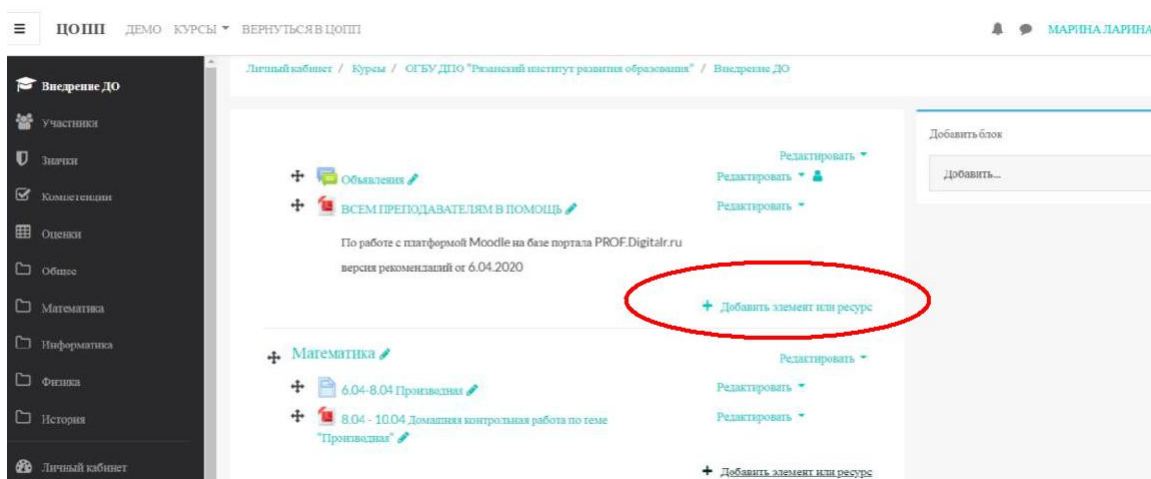 ЦОПП ДЕМО КУРСЫ ВЕРНУТЬСЯ В ЦОПП МАРИНА ЛАРИНА
Личный кабинет / Курсы / ОГБУ ДПО "Рязанский институт развития образования" / Внедрение ДО
Внедрение ДО
Участники
Значки
Компетенции
Оценки
Общее
Математика
Информатика
Физика
История
Личный кабинет
Редактировать
Объявления Редактировать
ВСЕМ ПРЕПОДАВАТЕЛЯМ В ПОМОЩЬ Редактировать
По работе с платформой Moodle на базе портала PROF.Digitalr.ru
версия рекомендаций от 6.04.2020
+ Добавить элемент или ресурс
Математика Редактировать
6.04-8.04 Производная Редактировать
8.04 - 10.04 Домашняя контрольная работа по теме Редактировать
"Производная"
+ Добавить элемент или ресурс
Добавить блок
Добавить...